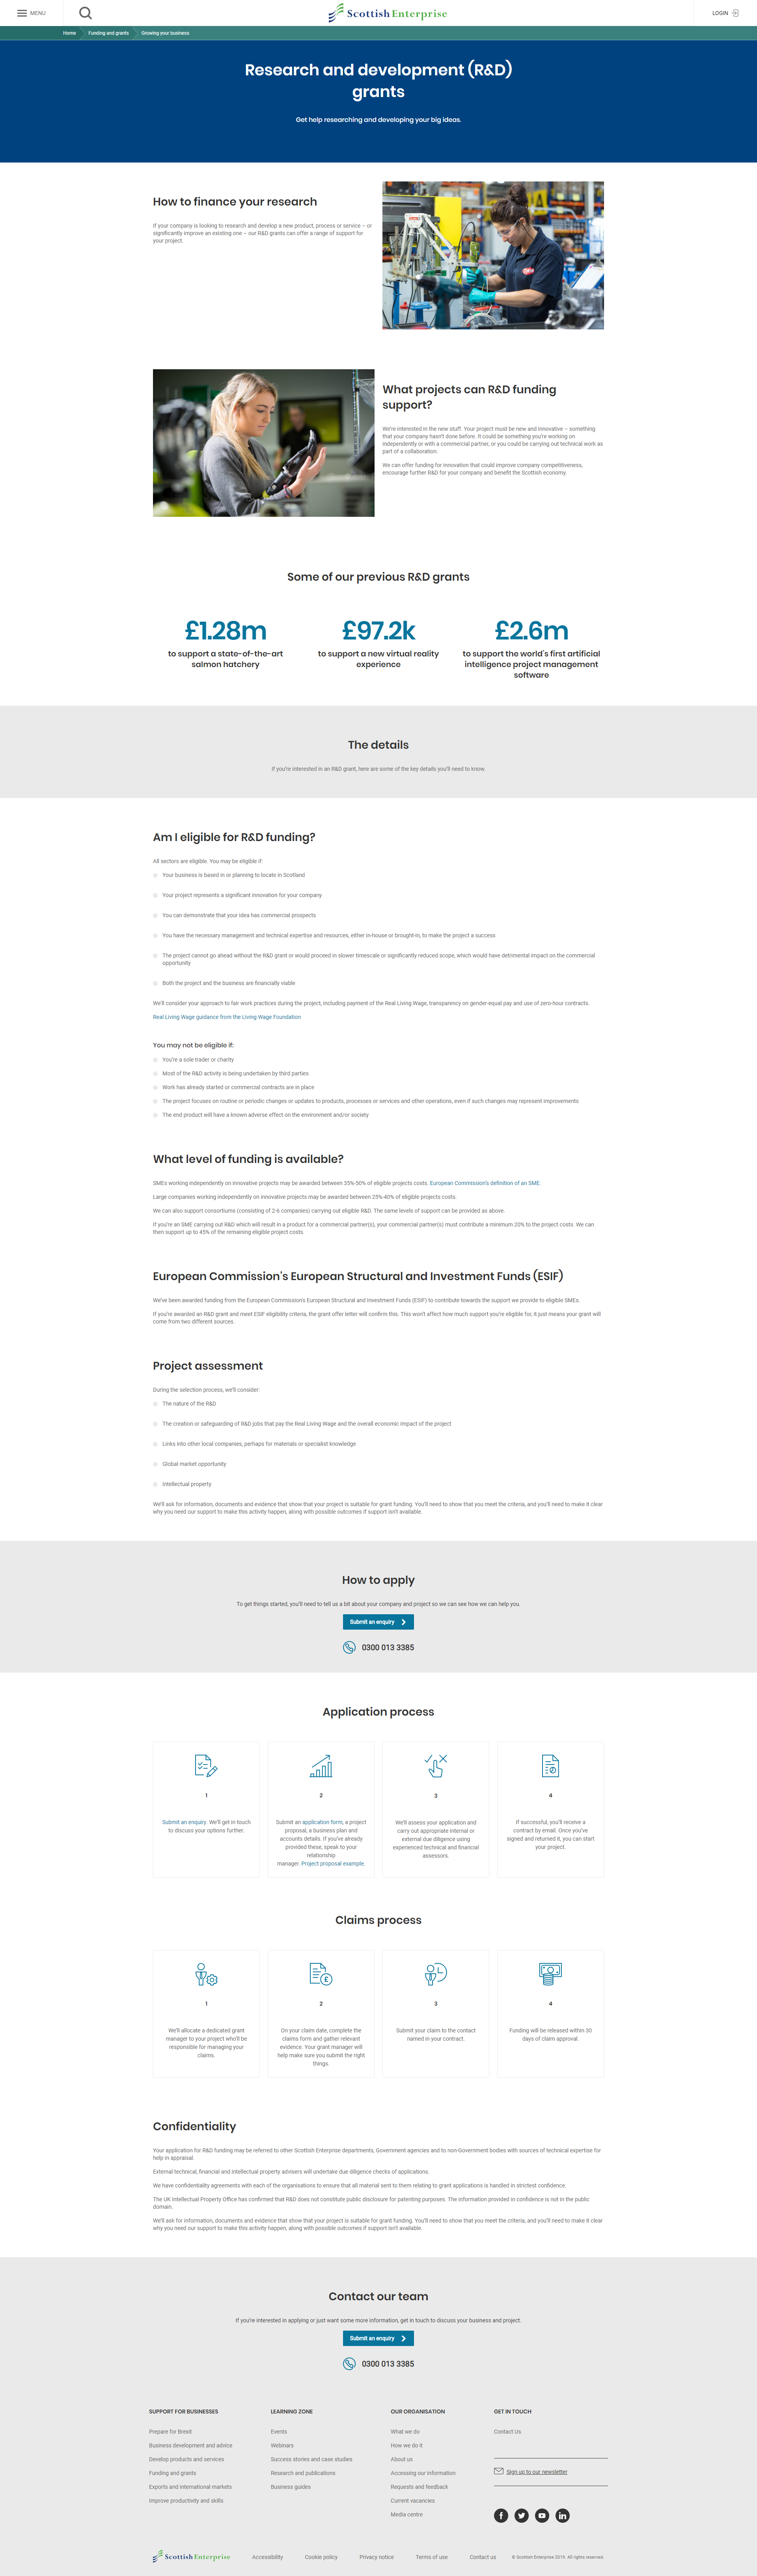 MENU
Scottish Enterprise
LOGIN
Home
Funding and grants
Growing your business
Research and development (R&D)
grants
Get help researching and developing your big ideas.
How to finance your research
If your company is looking to research and develop a new product, process or service – or
significantly improve an existing one – our R&D grants can offer a range of support for
your project.
What projects can R&D funding
support?
We're interested in the new stuff. Your project must be new and innovative – something
that your company hasn't done before. It could be something you're working on
independently or with a commercial partner, or you could be carrying out technical work as
part of a collaboration.
We can offer funding for innovation that could improve company competitiveness,
encourage further R&D for your company and benefit the Scottish economy.
Some of our previous R&D grants
£1.28m
to support a state-of-the-art
salmon hatchery
£97.2k
to support a new virtual reality
experience
£2.6m
to support the world's first artificial
intelligence project management
software
The details
If you're interested in an R&D grant, here are some of the key details you'll need to know.
Am I eligible for R&D funding?
All sectors are eligible. You may be eligible if:
Your business is based in or planning to locate in Scotland
Your project represents a significant innovation for your company
You can demonstrate that your idea has commercial prospects
You have the necessary management and technical expertise and resources, either in-house or brought-in, to make the project a success
The project cannot go ahead without the R&D grant or would proceed in slower timescale or significantly reduced scope, which would have detrimental impact on the commercial
opportunity
Both the project and the business are financially viable
We'll consider your approach to fair work practices during the project, including payment of the Real Living Wage, transparency on gender-equal pay and use of zero-hour contracts.
Real Living Wage guidance from the Living Wage Foundation
You may not be eligible if:
You're a sole trader or charity
Most of the R&D activity is being undertaken by third parties
Work has already started or commercial contracts are in place
The project focuses on routine or periodic changes or updates to products, processes or services and other operations, even if such changes may represent improvements
The end product will have a known adverse effect on the environment and/or society
What level of funding is available?
SMEs working independently on innovative projects may be awarded between 35%-50% of eligible projects costs. European Commission's definition of an SME.
Large companies working independently on innovative projects may be awarded between 25%-40% of eligible projects costs.
We can also support consortiums (consisting of 2-6 companies) carrying out eligible R&D. The same levels of support can be provided as above.
If you're an SME carrying out R&D which will result in a product for a commercial partner(s), your commercial partner(s) must contribute a minimum 20% to the project costs. We can
then support up to 45% of the remaining eligible project costs.
European Commission's European Structural and Investment Funds (ESIF)
We've been awarded funding from the European Commission's European Structural and Investment Funds (ESIF) to contribute towards the support we provide to eligible SMEs.
If you're awarded an R&D grant and meet ESIF eligibility criteria, the grant offer letter will confirm this. This won't affect how much support you're eligible for, it just means your grant will
come from two different sources.
Project assessment
During the selection process, we'll consider:
The nature of the R&D
The creation or safeguarding of R&D jobs that pay the Real Living Wage and the overall economic impact of the project
Links into other local companies, perhaps for materials or specialist knowledge
Global market opportunity
Intellectual property
We'll ask for information, documents and evidence that show that your project is suitable for grant funding. You'll need to show that you meet the criteria, and you'll need to make it clear
why you need our support to make this activity happen, along with possible outcomes if support isn't available.
How to apply
To get things started, you'll need to tell us a bit about your company and project so we can see how we can help you.
Submit an enquiry
0300 013 3385
Application process
1
Submit an enquiry. We'll get in touch
to discuss your options further.
2
Submit an application form, a project
proposal, a business plan and
accounts details. If you've already
provided these, speak to your
relationship
manager. Project proposal example.
3
We'll assess your application and
carry out appropriate internal or
external due diligence using
experienced technical and financial
assessors.
4
If successful, you'll receive a
contract by email. Once you've
signed and returned it, you can start
your project.
Claims process
1
We'll allocate a dedicated grant
manager to your project who'll be
responsible for managing your
claims.
2
On your claim date, complete the
claims form and gather relevant
evidence. Your grant manager will
help make sure you submit the right
things.
3
Submit your claim to the contact
named in your contract.
4
Funding will be released within 30
days of claim approval.
Confidentiality
Your application for R&D funding may be referred to other Scottish Enterprise departments, Government agencies and to non-Government bodies with sources of technical expertise for
help in appraisal.
External technical, financial and intellectual property advisers will undertake due diligence checks of applications.
We have confidentiality agreements with each of the organisations to ensure that all material sent to them relating to grant applications is handled in strictest confidence.
The UK Intellectual Property Office has confirmed that R&D does not constitute public disclosure for patenting purposes. The information provided in confidence is not in the public
domain.
We'll ask for information, documents and evidence that show that your project is suitable for grant funding. You'll need to show that you meet the criteria, and you'll need to make it clear
why you need our support to make this activity happen, along with possible outcomes if support isn't available.
Contact our team
If you're interested in applying or just want some more information, get in touch to discuss your business and project.
Submit an enquiry
0300 013 3385
SUPPORT FOR BUSINESSES
Prepare for Brexit
Business development and advice
Develop products and services
Funding and grants
Exports and international markets
Improve productivity and skills
LEARNING ZONE
Events
Webinars
Success stories and case studies
Research and publications
Business guides
OUR ORGANISATION
What we do
How we do it
About us
Accessing our information
Requests and feedback
Current vacancies
Media centre
GET IN TOUCH
Contact Us
Sign up to our newsletter
Scottish Enterprise
Accessibility
Cookie policy
Privacy notice
Terms of use
Contact us
© Scottish Enterprise 2019. All rights reserved.